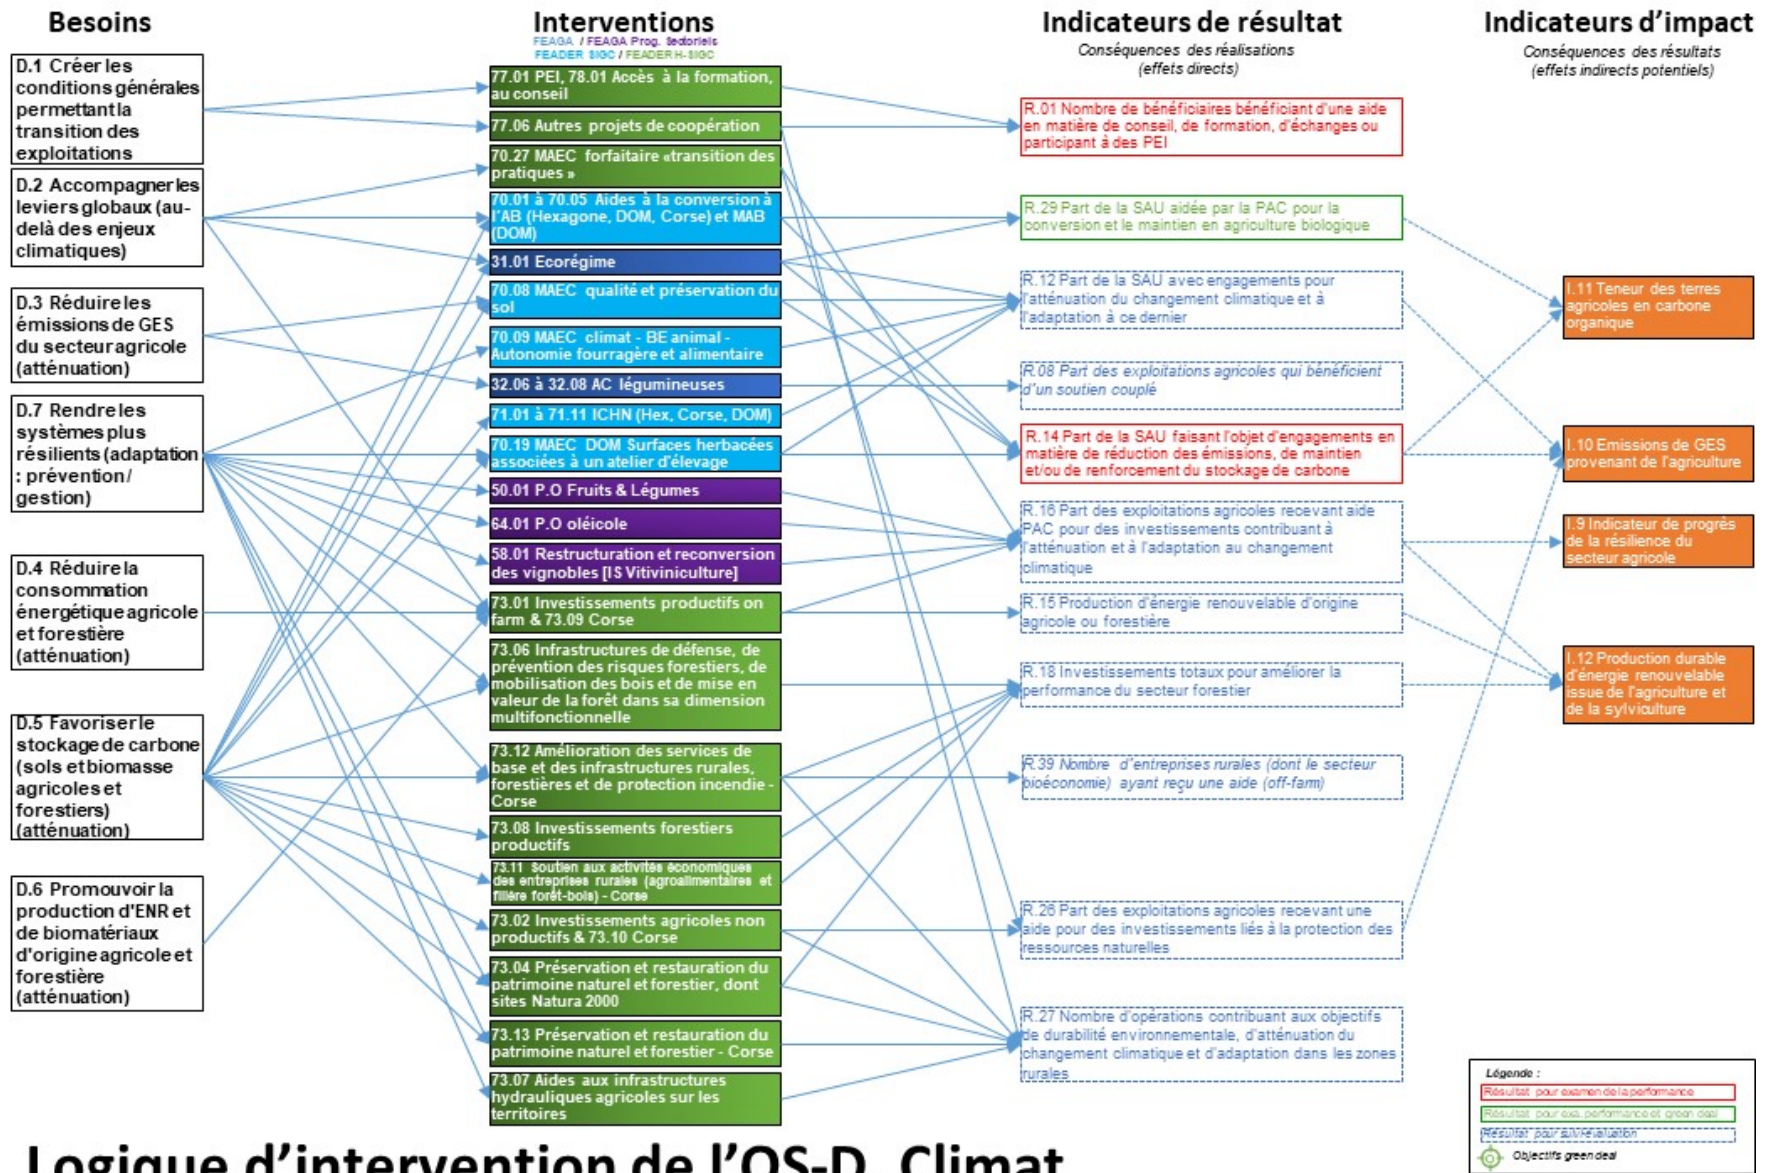 Besoins
D.1 Créer les
conditions générales
permettant la
transition des
exploitations
D.2 Accompagner les
leviers globaux (au-
delà des enjeux
climatiques)
D.3 Réduire les
émissions de GES
du secteur agricole
(atténuation)
D.7 Rendre les
systèmes plus
résilients (adaptation
: prévention /
gestion)
D.4 Réduire la
consommation
énergétique agricole
et forestière
(atténuation)
D.5 Favoriser le
stockage de carbone
(sols et biomasse
agricoles et
forestiers)
(atténuation)
D.6 Promouvoir la
production d'ENR et
de biomatériaux
d'origine agricole et
forestière
(atténuation)
Interventions
FEAGA / FEAGA Prog. Sectoriels
FEADER SIGC / FEADER H-SIGC
77.01 PEI, 78.01 Accès à la formation,
au conseil
77.06 Autres projets de coopération
70.27 MAEC forfaitaire «transition des
pratiques »
70.01 à 70.05 Aides à la conversion à
l'AB (Hexagone, DOM, Corse) et MAB
(DOM)
31.01 Ecorégime
70.08 MAEC qualité et préservation du
sol
70.09 MAEC climat - BE animal -
Autonomie fourragère et alimentaire
32.06 à 32.08 AC légumineuses
71.01 à 71.11 ICHN (Hex, Corse, DOM)
70.19 MAEC DOM Surfaces herbacées
associées à un atelier d'élevage
50.01 P.O Fruits & Légumes
64.01 P.O oléicole
58.01 Restructuration et reconversion
des vignobles [IS Vitiviniculture]
73.01 Investissements productifs on
farm & 73.09 Corse
73.06 Infrastructures de défense, de
prévention des risques forestiers, de
mobilisation des bois et de mise en
valeur de la forêt dans sa dimension
multifonctionnelle
73.12 Amélioration des services de
base et des infrastructures rurales,
forestières et de protection incendie -
Corse
73.08 Investissements forestiers
productifs
73.11 Soutien aux activités économiques
des entreprises rurales (agroalimentaires et
filière forêt-bois) - Corse
73.02 Investissements agricoles non
productifs & 73.10 Corse
73.04 Préservation et restauration du
patrimoine naturel et forestier, dont
sites Natura 2000
73.13 Préservation et restauration du
patrimoine naturel et forestier - Corse
73.07 Aides aux infrastructures
hydrauliques agricoles sur les
territoires
Indicateurs de résultat
Conséquences des réalisations
(effets directs)
R.01 Nombre de bénéficiaires bénéficiant d'une aide
en matière de conseil, de formation, d'échanges ou
participant à des PEI
R.29 Part de la SAU aidée par la PAC pour la
conversion et le maintien en agriculture biologique
R.12 Part de la SAU avec engagements pour
l'atténuation du changement climatique et à
l'adaptation à ce dernier
R.08 Part des exploitations agricoles qui bénéficient
d'un soutien couplé
R.14 Part de la SAU faisant l'objet d'engagements en
matière de réduction des émissions, de maintien
et/ou de renforcement du stockage de carbone
R.16 Part des exploitations agricoles recevant aide
PAC pour des investissements contribuant à
l'atténuation et à l'adaptation au changement
climatique
R.15 Production d'énergie renouvelable d'origine
agricole ou forestière
R.18 Investissements totaux pour améliorer la
performance du secteur forestier
R.39 Nombre d'entreprises rurales (dont le secteur
bioéconomie) ayant reçu une aide (off-farm)
R.26 Part des exploitations agricoles recevant une
aide pour des investissements liés à la protection des
ressources naturelles
R.27 Nombre d'opérations contribuant aux objectifs
de durabilité environnementale, d'atténuation du
changement climatique et d'adaptation dans les zones
rurales
Indicateurs d'impact
Conséquences des résultats
(effets indirects potentiels)
I.11 Teneur des terres
agricoles en carbone
organique
I.10 Emissions de GES
provenant de l'agriculture
I.9 Indicateur de progrès
de la résilience du
secteur agricole
I.12 Production durable
d'énergie renouvelable
issue de l'agriculture et
de la sylviculture
Légende :
Résultat pour examen de la performance
Résultat pour exa. performance et green deal
Résultat pour suivi-évaluation
Objectifs green deal
Logique d'intervention de l'OS-D Climat